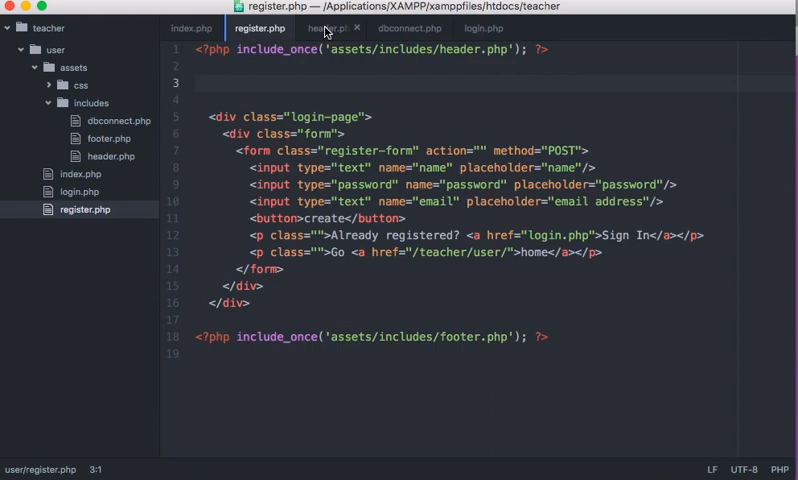 register.php — /Applications/XAMPP/xamppfiles/htdocs/teacher
teacher
user
assets
css
includes
dbconnect.php
footer.php
header.php
index.php
login.php
register.php
index.php register.php header.ph × dbconnect.php login.php
1 <?php include_once('assets/includes/header.php'); ?>
2
3
4
5 <div class="login-page">
6 <div class="form">
7 <form class="register-form" action="" method="POST">
8 <input type="text" name="name" placeholder="name"/>
9 <input type="password" name="password" placeholder="password"/>
10 <input type="text" name="email" placeholder="email address"/>
11 <button>create</button>
12 <p class="">Already registered? <a href="login.php">Sign In</a></p>
13 <p class="">Go <a href="/teacher/user/">home</a></p>
14 </form>
15 </div>
16 </div>
17
18 <?php include_once('assets/includes/footer.php'); ?>
19
user/register.php 3:1 LF UTF-8 PHP